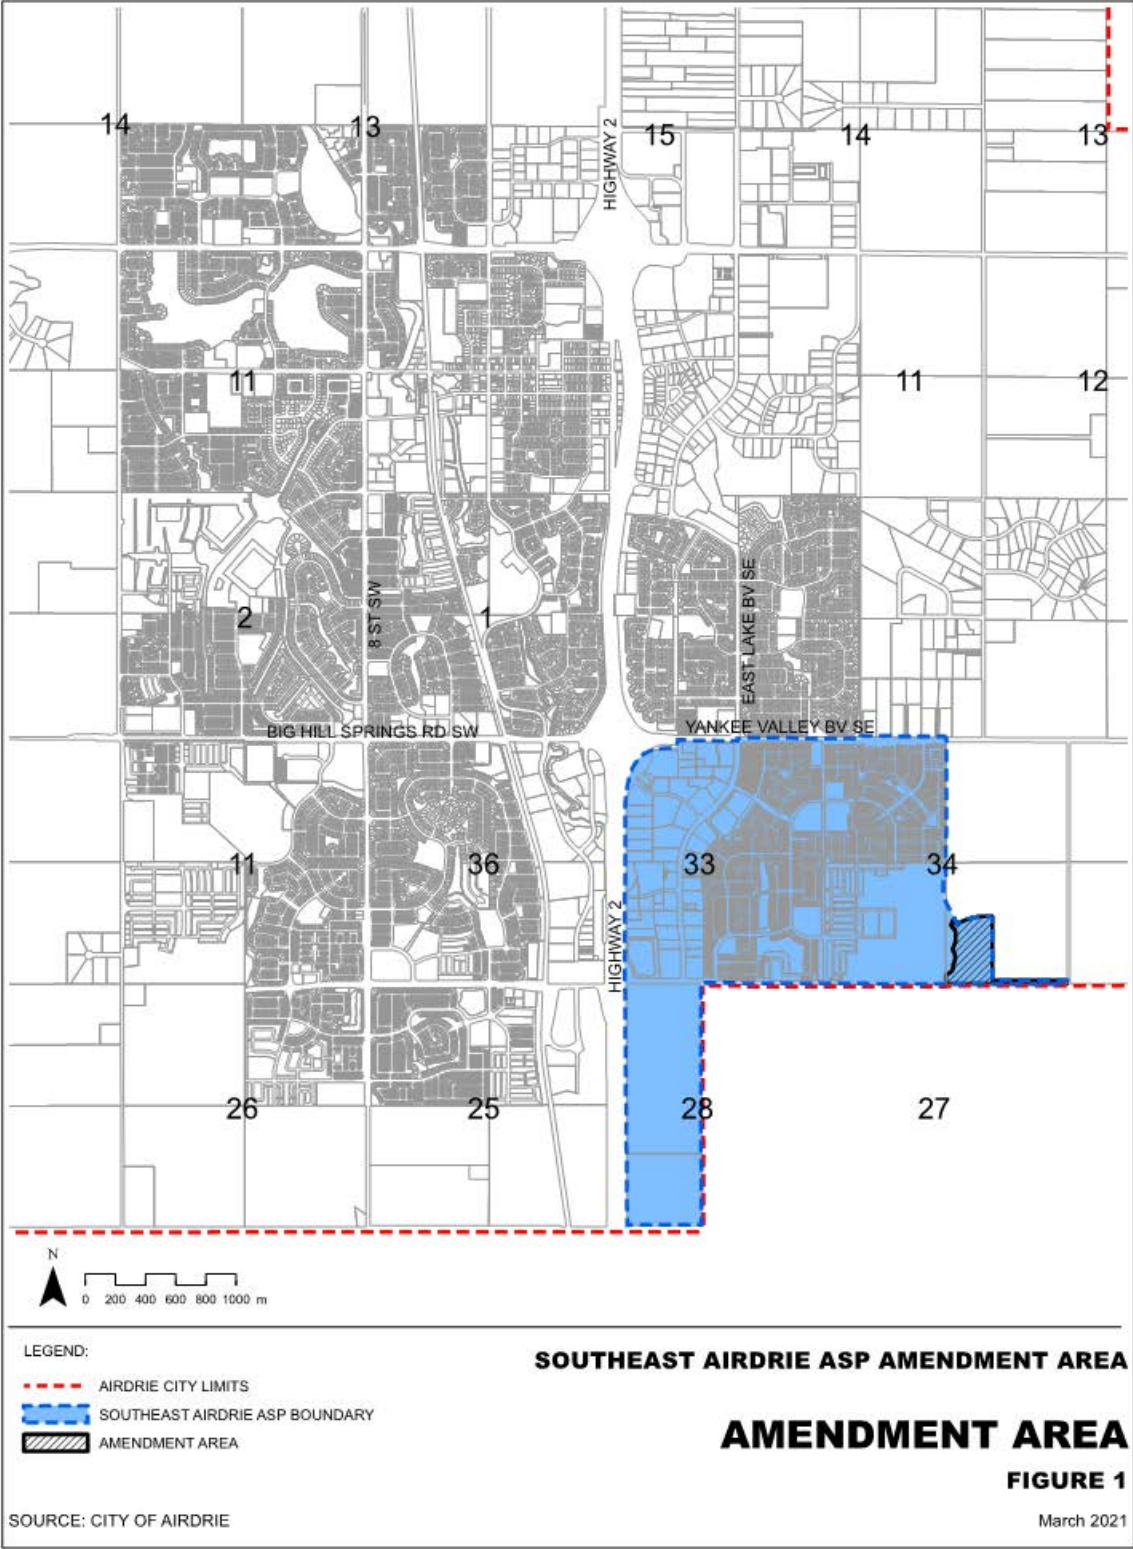 14
13
HIGHWAY 2
15
14
13
11
11
12
2
8 ST SW
1
EAST LAKE BV SE
BIG HILL SPRINGS RD SW
YANKEE VALLEY BV SE
11
36
33
34
HIGHWAY 2
26
25
28
27
N
0 200 400 600 800 1000 m
LEGEND:
AIRDRIE CITY LIMITS
SOUTHEAST AIRDRIE ASP BOUNDARY
AMENDMENT AREA
SOUTHEAST AIRDRIE ASP AMENDMENT AREA
AMENDMENT AREA
FIGURE 1
SOURCE: CITY OF AIRDRIE
March 2021